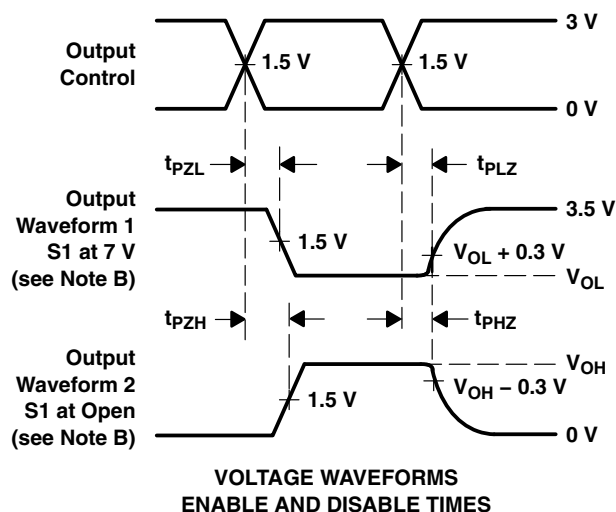 Output
Control
3 V
1.5 V
1.5 V
0 V
tPZL
tPLZ
Output
Waveform 1
S1 at 7 V
(see Note B)
3.5 V
1.5 V
VOL + 0.3 V
VOL
tPZH
tPHZ
Output
Waveform 2
S1 at Open
(see Note B)
VOH
VOH − 0.3 V
1.5 V
0 V
VOLTAGE WAVEFORMS
ENABLE AND DISABLE TIMES